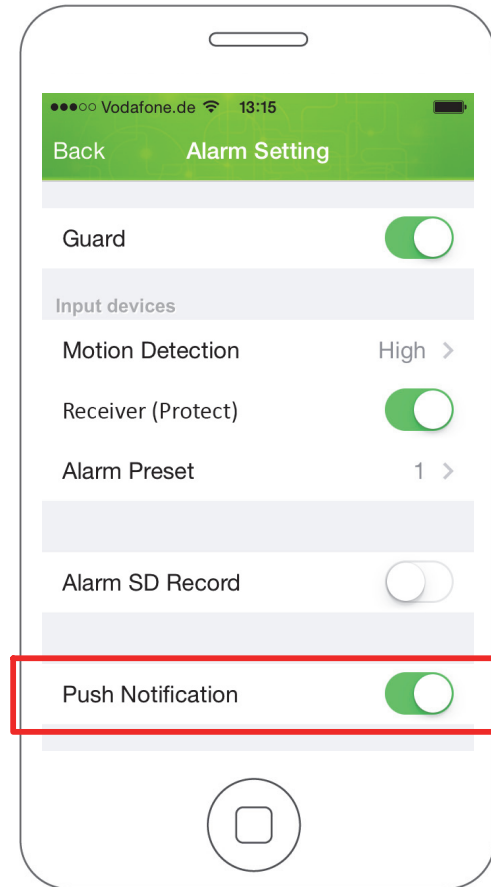 ●●●○○ Vodafone.de 13:15
Back Alarm Setting
Guard
Input devices
Motion Detection High >
Receiver (Protect)
Alarm Preset 1 >
Alarm SD Record
Push Notification